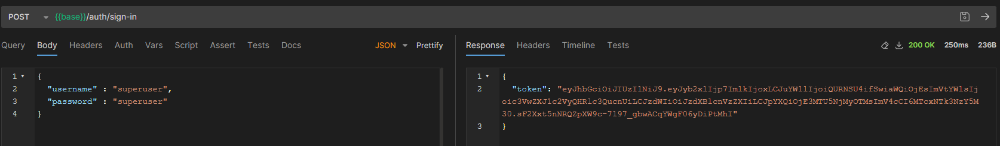 POST {{base}}/auth/sign-in
Query Body Headers Auth Vars Script Assert Tests Docs JSON Prettify
Response Headers Timeline Tests 200 OK 250ms 236B
1 {
2 "username" : "superuser",
3 "password" : "superuser"
4 }
1 {
2 "token": "eyJhbGciOiJIUzI1NiJ9.eyJyb2xlIjp7ImlkIjoxLCJuYW1lIjoiQURNSU4ifSwiaWQiOjEsImVtYWlsIj
oic3VwZXJ1c2VyQHRlc3QucnUiLCJzdWIiOiJzdXBlcnVzZXIiLCJpYXQiOjE3MTU5NjMyOTMsImV4cCI6MTcxNTk3NzY5M
30.sF2Xxt5nNRQZpXW9c-7197_gbwACqYWgF06yDiPtMhI"
3 }